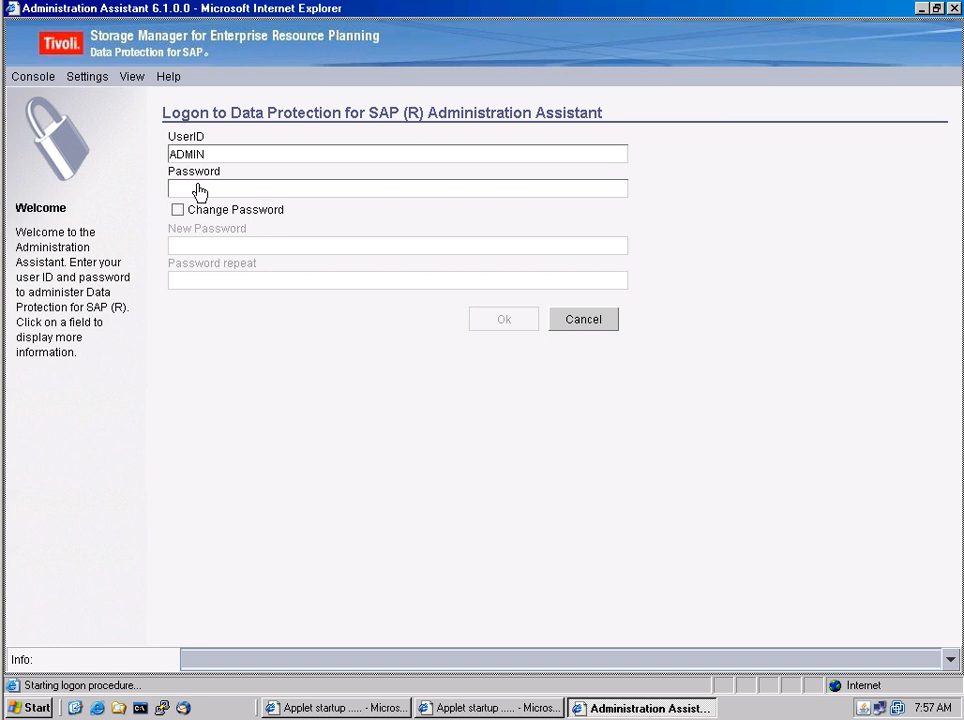 Administration Assistant 6.1.0.0 - Microsoft Internet Explorer
Tivoli.
Storage Manager for Enterprise Resource Planning
Data Protection for SAP®
Console Settings View Help
Logon to Data Protection for SAP (R) Administration Assistant
UserID
ADMIN
Password
Change Password
New Password
Password repeat
Ok Cancel
Welcome
Welcome to the
Administration
Assistant. Enter your
user ID and password
to administer Data
Protection for SAP (R).
Click on a field to
display more
information.
Info:
Starting logon procedure... Internet
Start Applet startup ..... - Micros... Applet startup ..... - Micros... Administration Assist... 7:57 AM